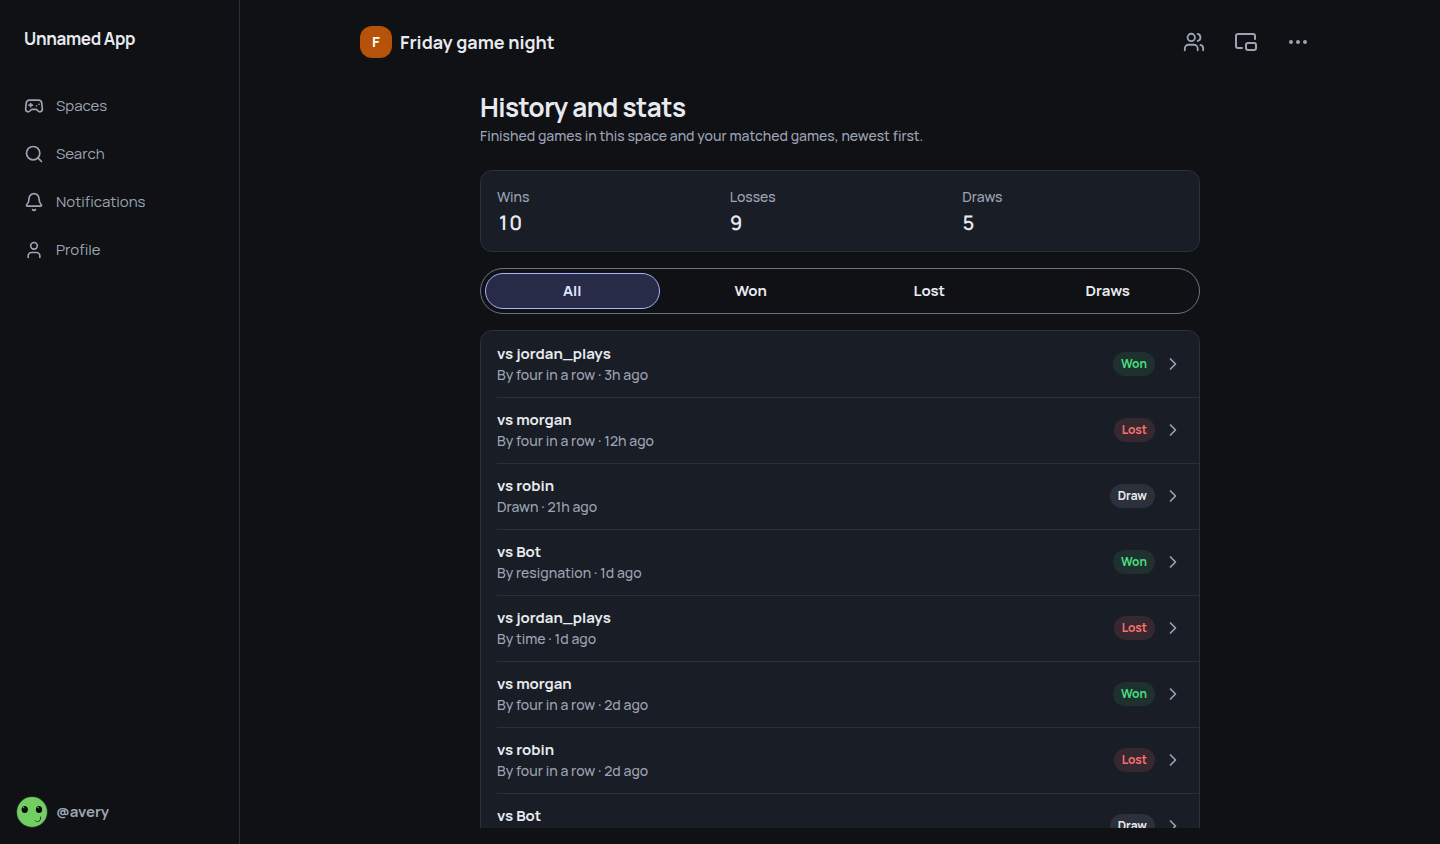 Unnamed App
Spaces
Search
Notifications
Profile
@avery
F Friday game night
History and stats
Finished games in this space and your matched games, newest first.
Wins Losses Draws
10 9 5
All Won Lost Draws
vs jordan_plays
By four in a row · 3h ago
Won
vs morgan
By four in a row · 12h ago
Lost
vs robin
Drawn · 21h ago
Draw
vs Bot
By resignation · 1d ago
Won
vs jordan_plays
By time · 1d ago
Lost
vs morgan
By four in a row · 2d ago
Won
vs robin
By four in a row · 2d ago
Lost
vs Bot
Draw